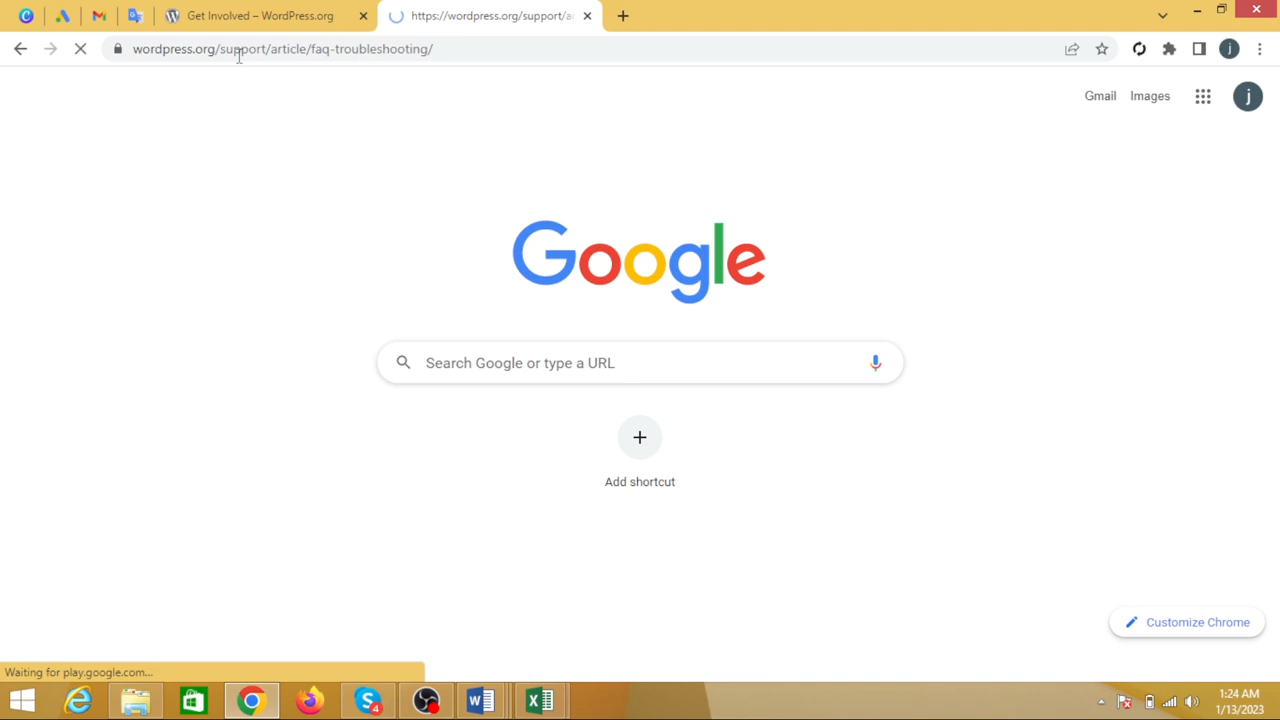 Get Involved – WordPress.org
https://wordpress.org/support/a
wordpress.org/support/article/faq-troubleshooting/
j
Gmail
Images
j
Google
Search Google or type a URL
Add shortcut
Customize Chrome
Waiting for play.google.com...
4
1:24 AM
1/13/2023